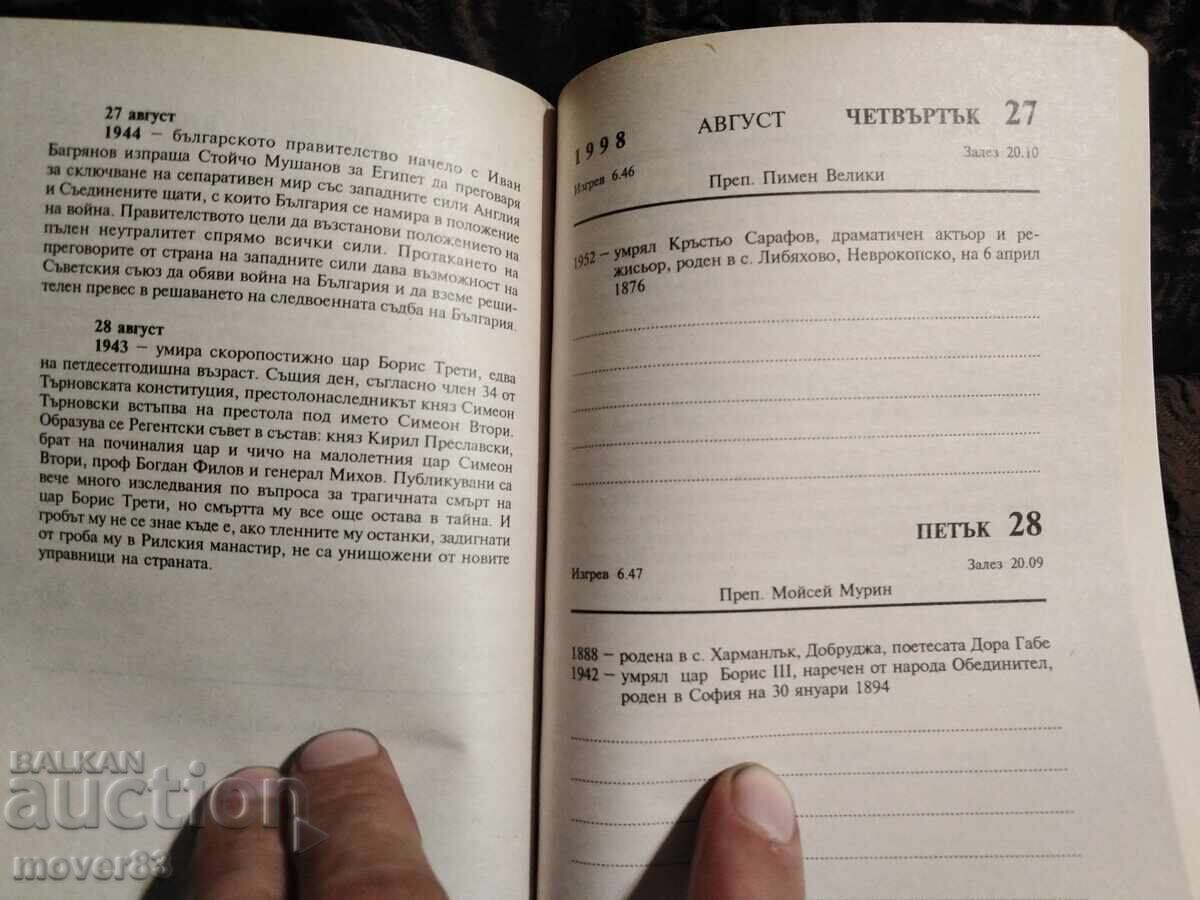 27 август
1944 – българското правителство начело с Иван
Багрянов изпраща Стойчо Мушанов за Египет да преговаря
за сключване на сепаративен мир със западните сили Англия
и Съединените щати, с които България се намира в положение
на война. Правителството цели да възстанови положението на
пълен неутралитет спрямо всички сили. Протакането на
преговорите от страна на западните сили дава възможност на
Съветския съюз да обяви война на България и да вземе реши-
телен превес в решаването на следвоенната съдба на България.
28 август
1943 – умира скоропостижно цар Борис Трети, едва
на петдесетгодишна възраст. Същия ден, съгласно член 34 от
Търновската конституция, престолонаследникът княз Симеон
Търновски встъпва на престола под името Симеон Втори.
Образува се Регентски съвет в състав: княз Кирил Преславски,
брат на починалия цар и чичо на малолетния цар Симеон
Втори, проф Богдан Филов и генерал Михов. Публикувани са
вече много изследвания по въпроса за трагичната смърт на
цар Борис Трети, но смъртта му все още остава в тайна. И
гробът му не се знае къде е, ако тленните му останки, задигнати
от гроба му в Рилския манастир, не са унищожени от новите
управници на страната.
1998 АВГУСТ ЧЕТВЪРТЪК 27
Изгрев 6.46 Залез 20.10
Преп. Пимен Велики
1952 – умрял Кръстьо Сарафов, драматичен актьор и ре-
жисьор, роден в с. Либяхово, Неврокопско, на 6 април
1876
ПЕТЪК 28
Изгрев 6.47 Залез 20.09
Преп. Мойсей Мурин
1888 – родена в с. Харманлък, Добруджа, поетесата Дора Габе
1942 – умрял цар Борис III, наречен от народа Обединител,
роден в София на 30 януари 1894
BALKAN
auction
mover83